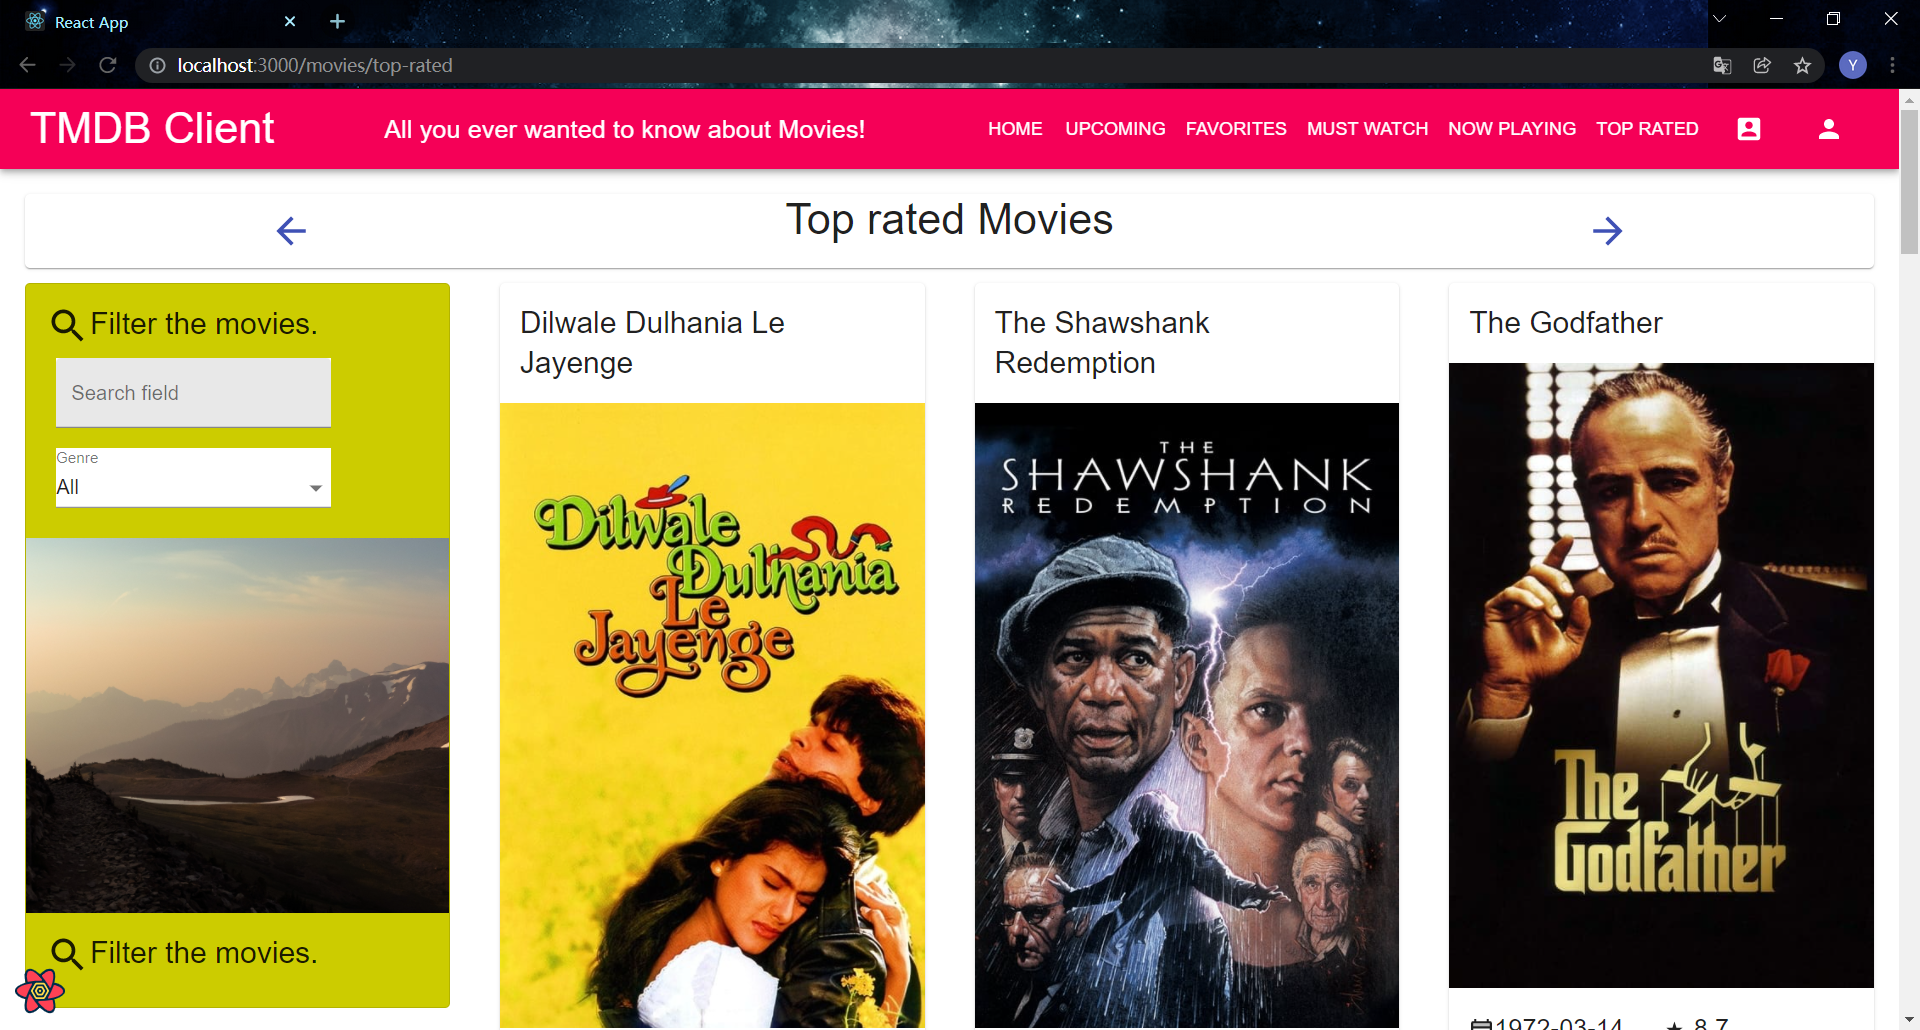 React App
localhost:3000/movies/top-rated
Y
TMDB Client
All you ever wanted to know about Movies!
HOME UPCOMING FAVORITES MUST WATCH NOW PLAYING TOP RATED
Top rated Movies
Filter the movies.
Search field
Genre
All
Filter the movies.
Dilwale Dulhania Le
Jayenge
Dilwale
Dulhania
Le
Jayenge
The Shawshank
Redemption
THE
SHAWSHANK
REDEMPTION
The Godfather
The
Godfather
1972-03-14 8.7